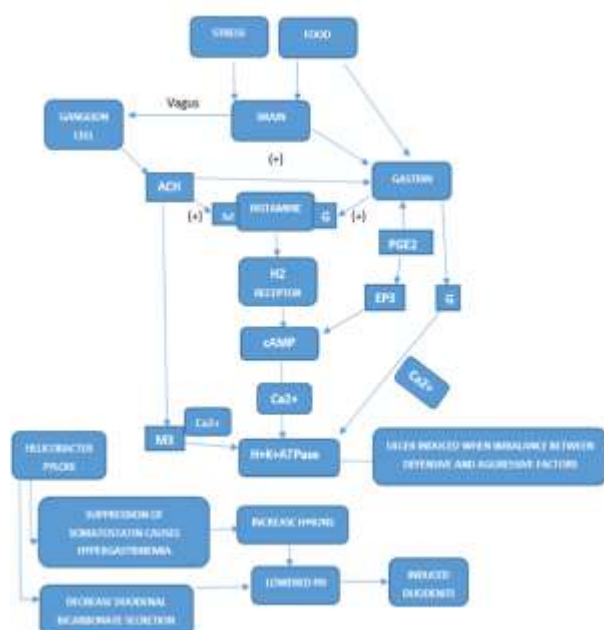 STRESS
FOOD
Vagus
GANGLION
CELL
BRAIN
(+)
ACH
GASTRIN
(+)
M
HISTAMINE
G
(+)
PGE2
H2
RECEPTOR
EP3
G
cAMP
Ca2+
Ca2+
Ca2+
M3
H+K+ATPase
ULCER INDUCED WHEN IMBALANCE BETWEEN
DEFENSIVE AND AGGRESSIVE FACTORS
HELICOBACTER
SUPPRESSION OF
SOMATOSTATIN CAUSES
HYPERGASTRINEMIA
INCREASE
DECREASE DUODENAL
BICARBONATE SECRETION
LOWERED PH
INDUCED
DUODENITE